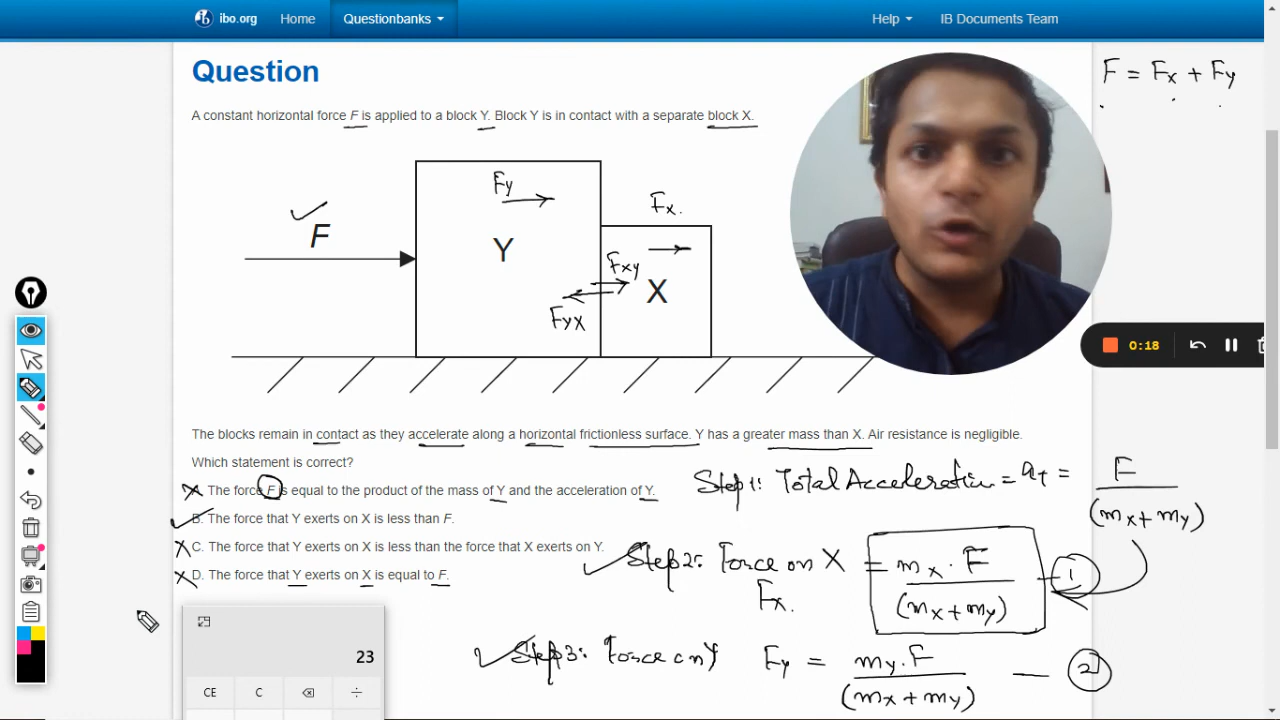 ibo.org Home Questionbanks Help IB Documents Team
Question
F = Fx + Fy
A constant horizontal force F is applied to a block Y. Block Y is in contact with a separate block X.
Fy
Fx.
F
Y
Fxy
X
Fyx
0:18
The blocks remain in contact as they accelerate along a horizontal frictionless surface. Y has a greater mass than X. Air resistance is negligible.
Which statement is correct?
A. The force F is equal to the product of the mass of Y and the acceleration of Y.
B. The force that Y exerts on X is less than F.
C. The force that Y exerts on X is less than the force that X exerts on Y.
D. The force that Y exerts on X is equal to F.
Step 1: Total Acceleration = aT = F / (mx + my)
Step 2: Force on X = mx . F / (mx + my) — 1
Fx.
Step 3: Force on Y Fy = my . F / (mx + my) — 2
23
CE C ÷